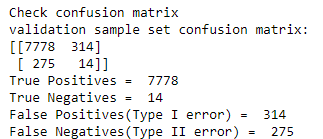 Check confusion matrix
validation sample set confusion matrix:
[[7778  314]
 [ 275   14]]
True Positives =  7778
True Negatives =  14
False Positives(Type I error) =  314
False Negatives(Type II error) =  275